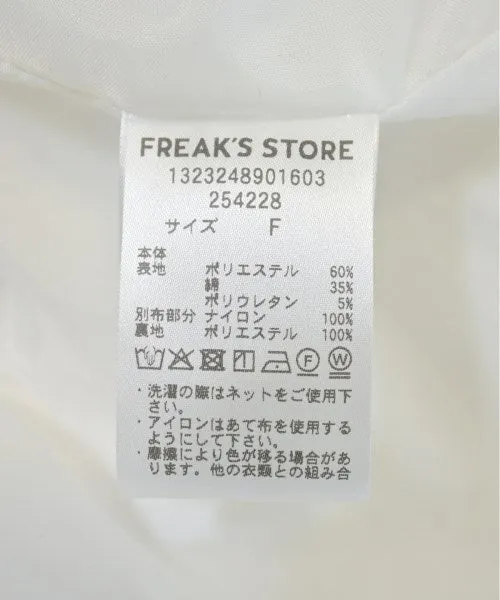 FREAK'S STORE
1323248901603
254228
サイズ F
本体
表地 ポリエステル 60%
綿 35%
ポリウレタン 5%
別布部分 ナイロン 100%
裏地 ポリエステル 100%
F W
・洗濯の際はネットをご使用下
さい。
・アイロンはあて布を使用する
ようにして下さい。
・摩擦により色が移る場合があ
ります。他の衣類との組み合